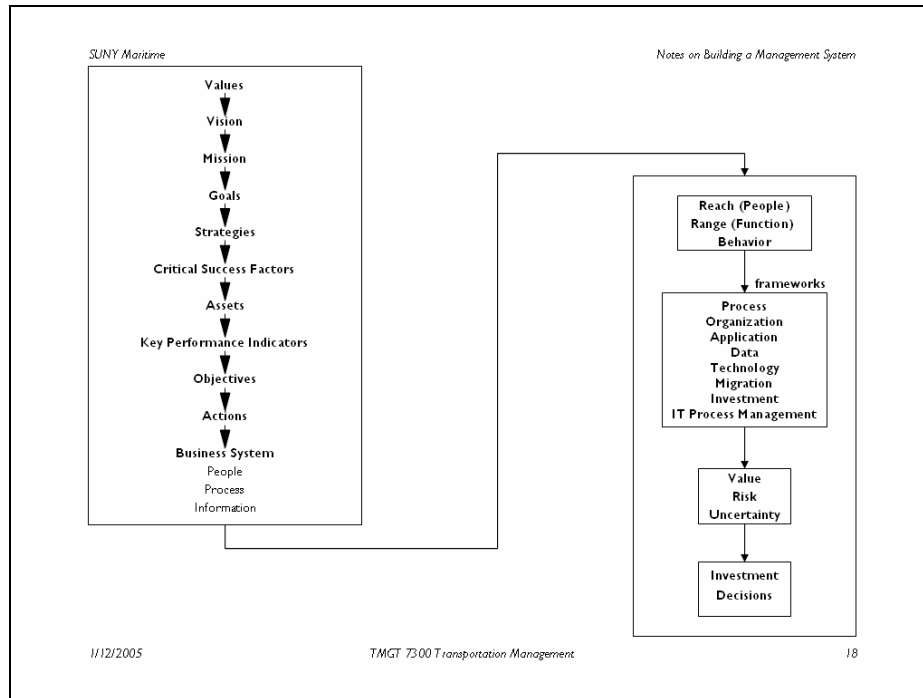 SUNY Maritime
Notes on Building a Management System
Values
Vision
Mission
Goals
Strategies
Critical Success Factors
Assets
Key Performance Indicators
Objectives
Actions
Business System
People
Process
Information
Reach (People)
Range (Function)
Behavior
frameworks
Process
Organization
Application
Data
Technology
Migration
Investment
IT Process Management
Value
Risk
Uncertainty
Investment
Decisions
1/12/2005
TMGT 7300 Transportation Management
18